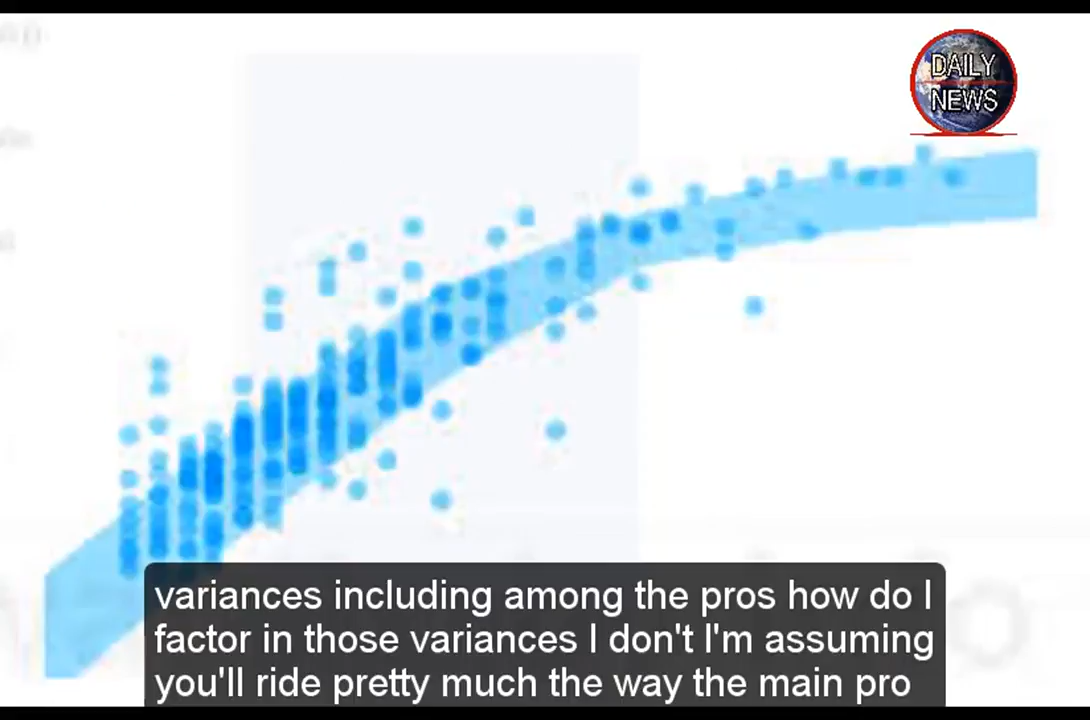 DAILY
NEWS
variances including among the pros how do I
factor in those variances I don't I'm assuming
you'll ride pretty much the way the main pro